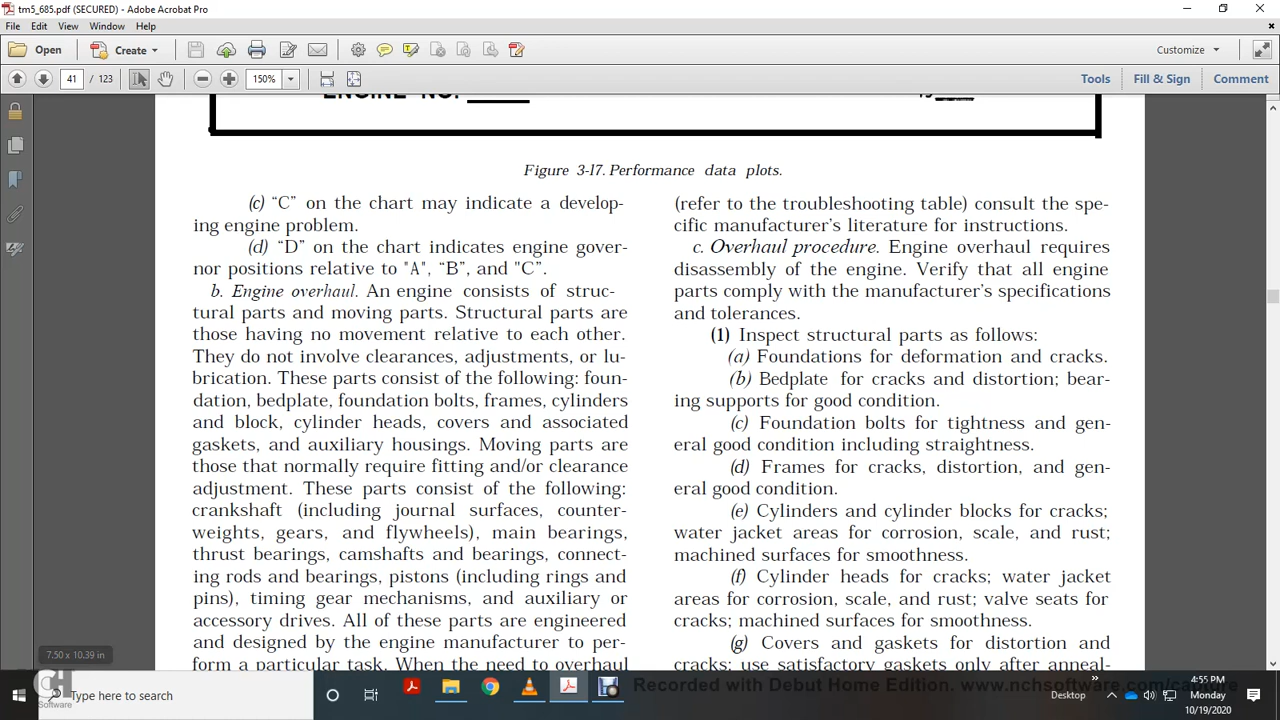 tm5_685.pdf (SECURED) - Adobe Acrobat Pro
File Edit View Window Help
Open Create Customize
41 / 123 150% Tools Fill & Sign Comment
ENGINE NO.
Figure 3-17. Performance data plots.
(c) “C” on the chart may indicate a develop-
ing engine problem.
(d) “D” on the chart indicates engine gover-
nor positions relative to "A", “B”, and "C”.
b. Engine overhaul. An engine consists of struc-
tural parts and moving parts. Structural parts are
those having no movement relative to each other.
They do not involve clearances, adjustments, or lu-
brication. These parts consist of the following: foun-
dation, bedplate, foundation bolts, frames, cylinders
and block, cylinder heads, covers and associated
gaskets, and auxiliary housings. Moving parts are
those that normally require fitting and/or clearance
adjustment. These parts consist of the following:
crankshaft (including journal surfaces, counter-
weights, gears, and flywheels), main bearings,
thrust bearings, camshafts and bearings, connect-
ing rods and bearings, pistons (including rings and
pins), timing gear mechanisms, and auxiliary or
accessory drives. All of these parts are engineered
and designed by the engine manufacturer to per-
form a particular task. When the need to overhaul
(refer to the troubleshooting table) consult the spe-
cific manufacturer’s literature for instructions.
c. Overhaul procedure. Engine overhaul requires
disassembly of the engine. Verify that all engine
parts comply with the manufacturer’s specifications
and tolerances.
(1) Inspect structural parts as follows:
(a) Foundations for deformation and cracks.
(b) Bedplate for cracks and distortion; bear-
ing supports for good condition.
(c) Foundation bolts for tightness and gen-
eral good condition including straightness.
(d) Frames for cracks, distortion, and gen-
eral good condition.
(e) Cylinders and cylinder blocks for cracks;
water jacket areas for corrosion, scale, and rust;
machined surfaces for smoothness.
(f) Cylinder heads for cracks; water jacket
areas for corrosion, scale, and rust; valve seats for
cracks; machined surfaces for smoothness.
(g) Covers and gaskets for distortion and
cracks; use satisfactory gaskets only after anneal-
7.50 x 10.39 in
Type here to search
Software
Recorded with Debut Home Edition. www.nchsoftware.com/capture
Desktop
4:55 PM
Monday
10/19/2020